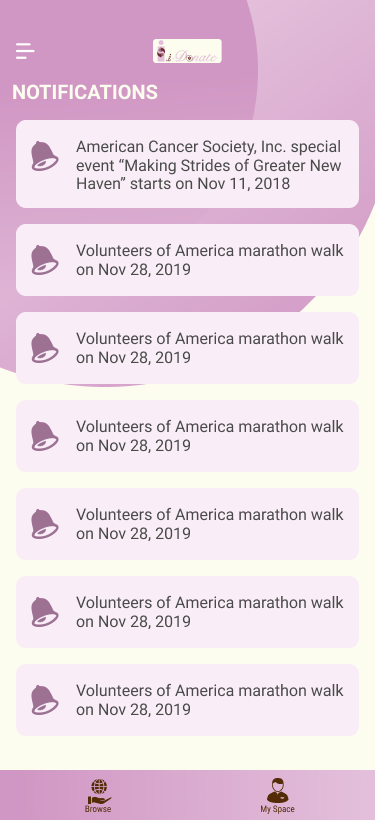 i Donate
NOTIFICATIONS
American Cancer Society, Inc. special
event “Making Strides of Greater New
Haven” starts on Nov 11, 2018
Volunteers of America marathon walk
on Nov 28, 2019
Volunteers of America marathon walk
on Nov 28, 2019
Volunteers of America marathon walk
on Nov 28, 2019
Volunteers of America marathon walk
on Nov 28, 2019
Volunteers of America marathon walk
on Nov 28, 2019
Volunteers of America marathon walk
on Nov 28, 2019
Browse
My Space